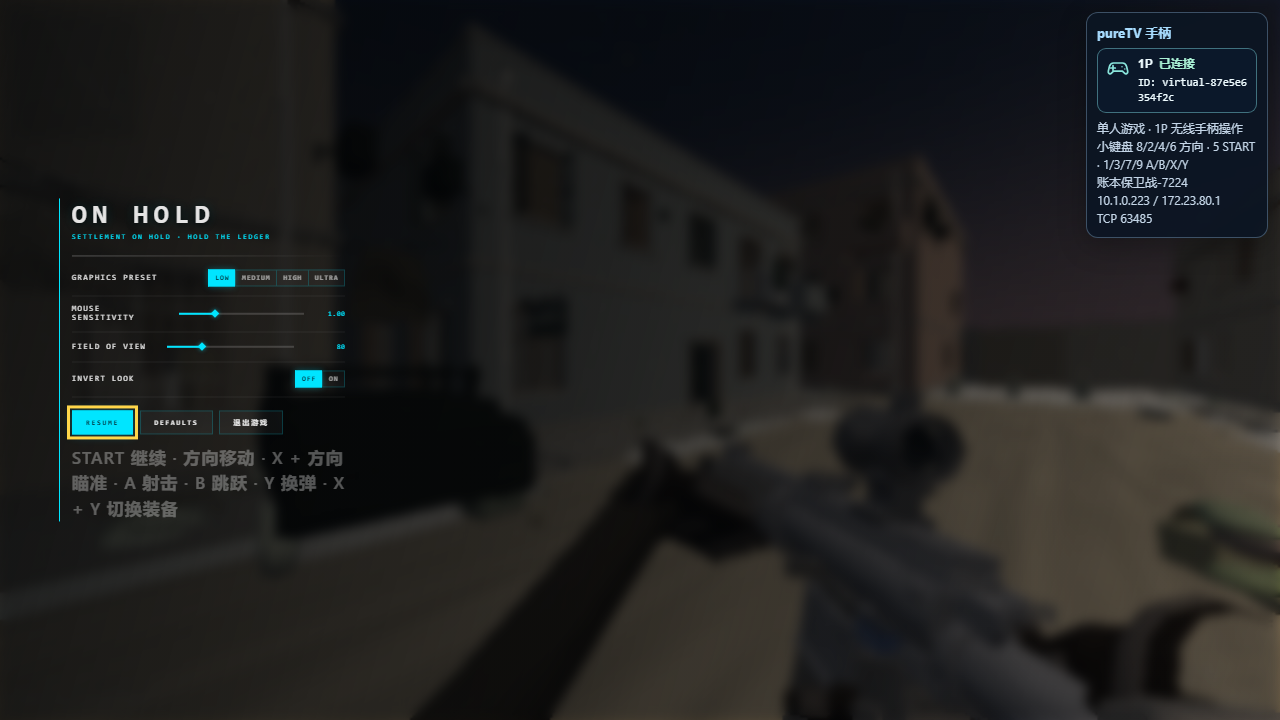 ON HOLD
SETTLEMENT ON HOLD · HOLD THE LEDGER
GRAPHICS PRESET LOW MEDIUM HIGH ULTRA
MOUSE SENSITIVITY 1.00
FIELD OF VIEW 80
INVERT LOOK OFF ON
RESUME DEFAULTS 退出游戏
START 继续 · 方向移动 · X + 方向
瞄准 · A 射击 · B 跳跃 · Y 换弹 · X
+ Y 切换装备
pureTV 手柄
1P 已连接
ID: virtual-87e5e6
354f2c
单人游戏 · 1P 无线手柄操作
小键盘 8/2/4/6 方向 · 5 START
· 1/3/7/9 A/B/X/Y
账本保卫战-7224
10.1.0.223 / 172.23.80.1
TCP 63485